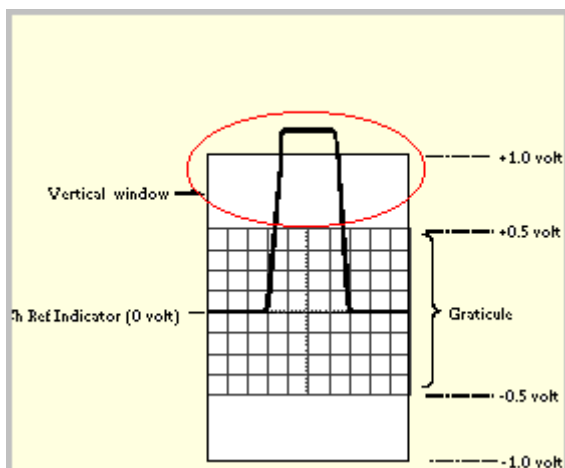 +1.0 volt
Vertical window
+0.5 volt
h Ref Indicator (0 volt)
Graticule
-0.5 volt
-1.0 volt